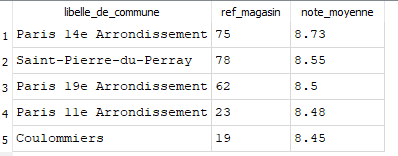 libelle_de_commune ref_magasin note_moyenne
1 Paris 14e Arrondissement 75 8.73
2 Saint-Pierre-du-Perray 78 8.55
3 Paris 19e Arrondissement 62 8.5
4 Paris 11e Arrondissement 23 8.48
5 Coulommiers 19 8.45